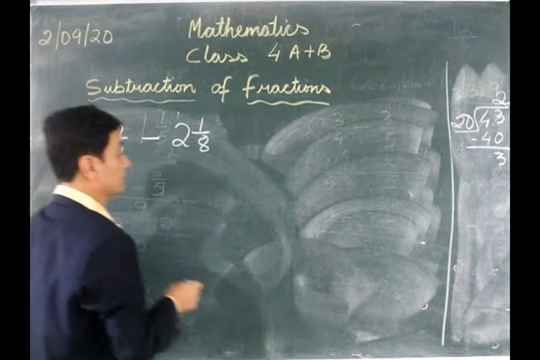 2/09/20
Mathematics
Class 4 A+B
Subtraction of fractions
- 2 1/8
2
20 43
-40
3